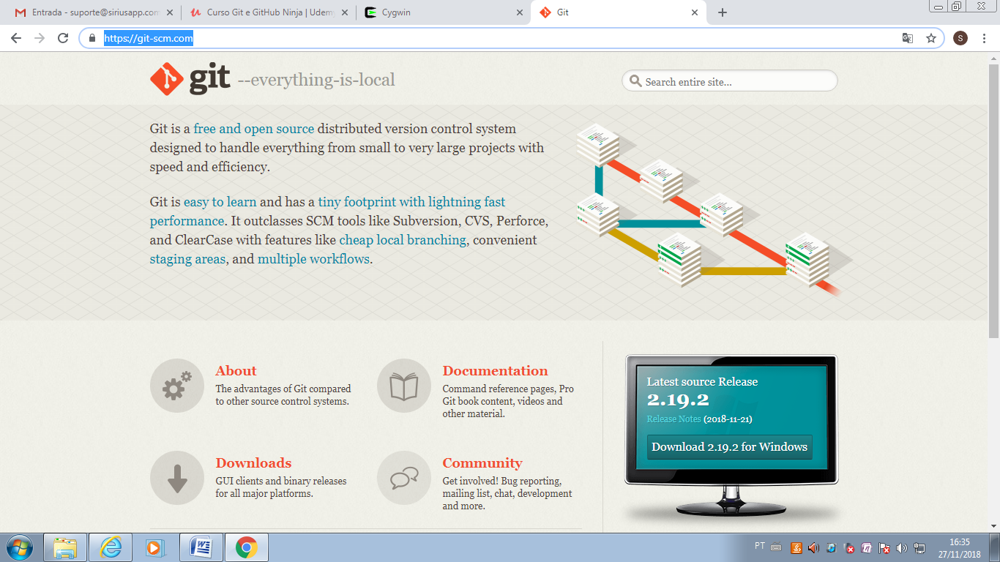 Entrada - suporte@siriusapp.com
Curso Git e GitHub Ninja | Udem
Cygwin
Git
https://git-scm.com
S
git --everything-is-local
Search entire site...
Git is a free and open source distributed version control system
designed to handle everything from small to very large projects with
speed and efficiency.
Git is easy to learn and has a tiny footprint with lightning fast
performance. It outclasses SCM tools like Subversion, CVS, Perforce,
and ClearCase with features like cheap local branching, convenient
staging areas, and multiple workflows.
About
The advantages of Git compared
to other source control systems.
Documentation
Command reference pages, Pro
Git book content, videos and
other material.
Downloads
GUI clients and binary releases
for all major platforms.
Community
Get involved! Bug reporting,
mailing list, chat, development
and more.
Latest source Release
2.19.2
Release Notes (2018-11-21)
Download 2.19.2 for Windows
PT
16:35
27/11/2018